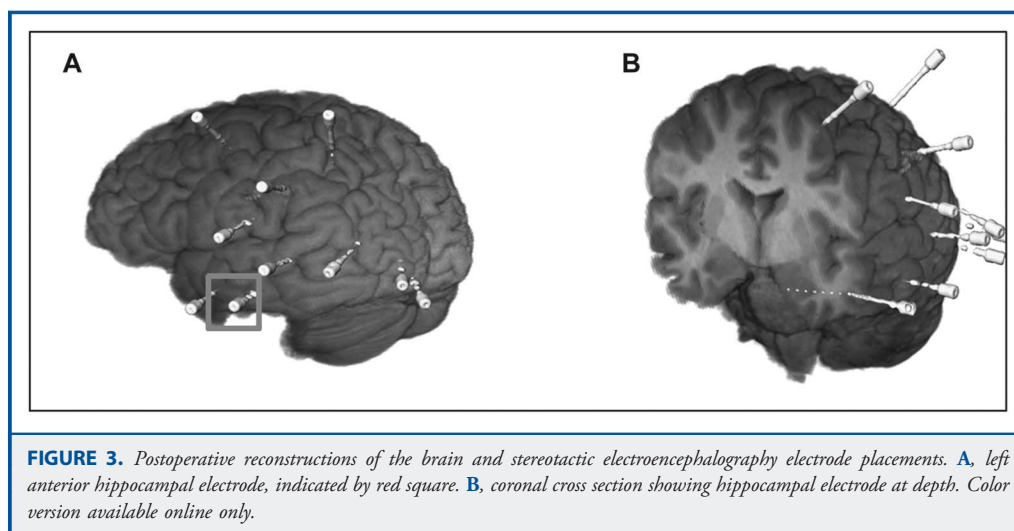 A
B
FIGURE 3. Postoperative reconstructions of the brain and stereotactic electroencephalography electrode placements. A, left
anterior hippocampal electrode, indicated by red square. B, coronal cross section showing hippocampal electrode at depth. Color
version available online only.